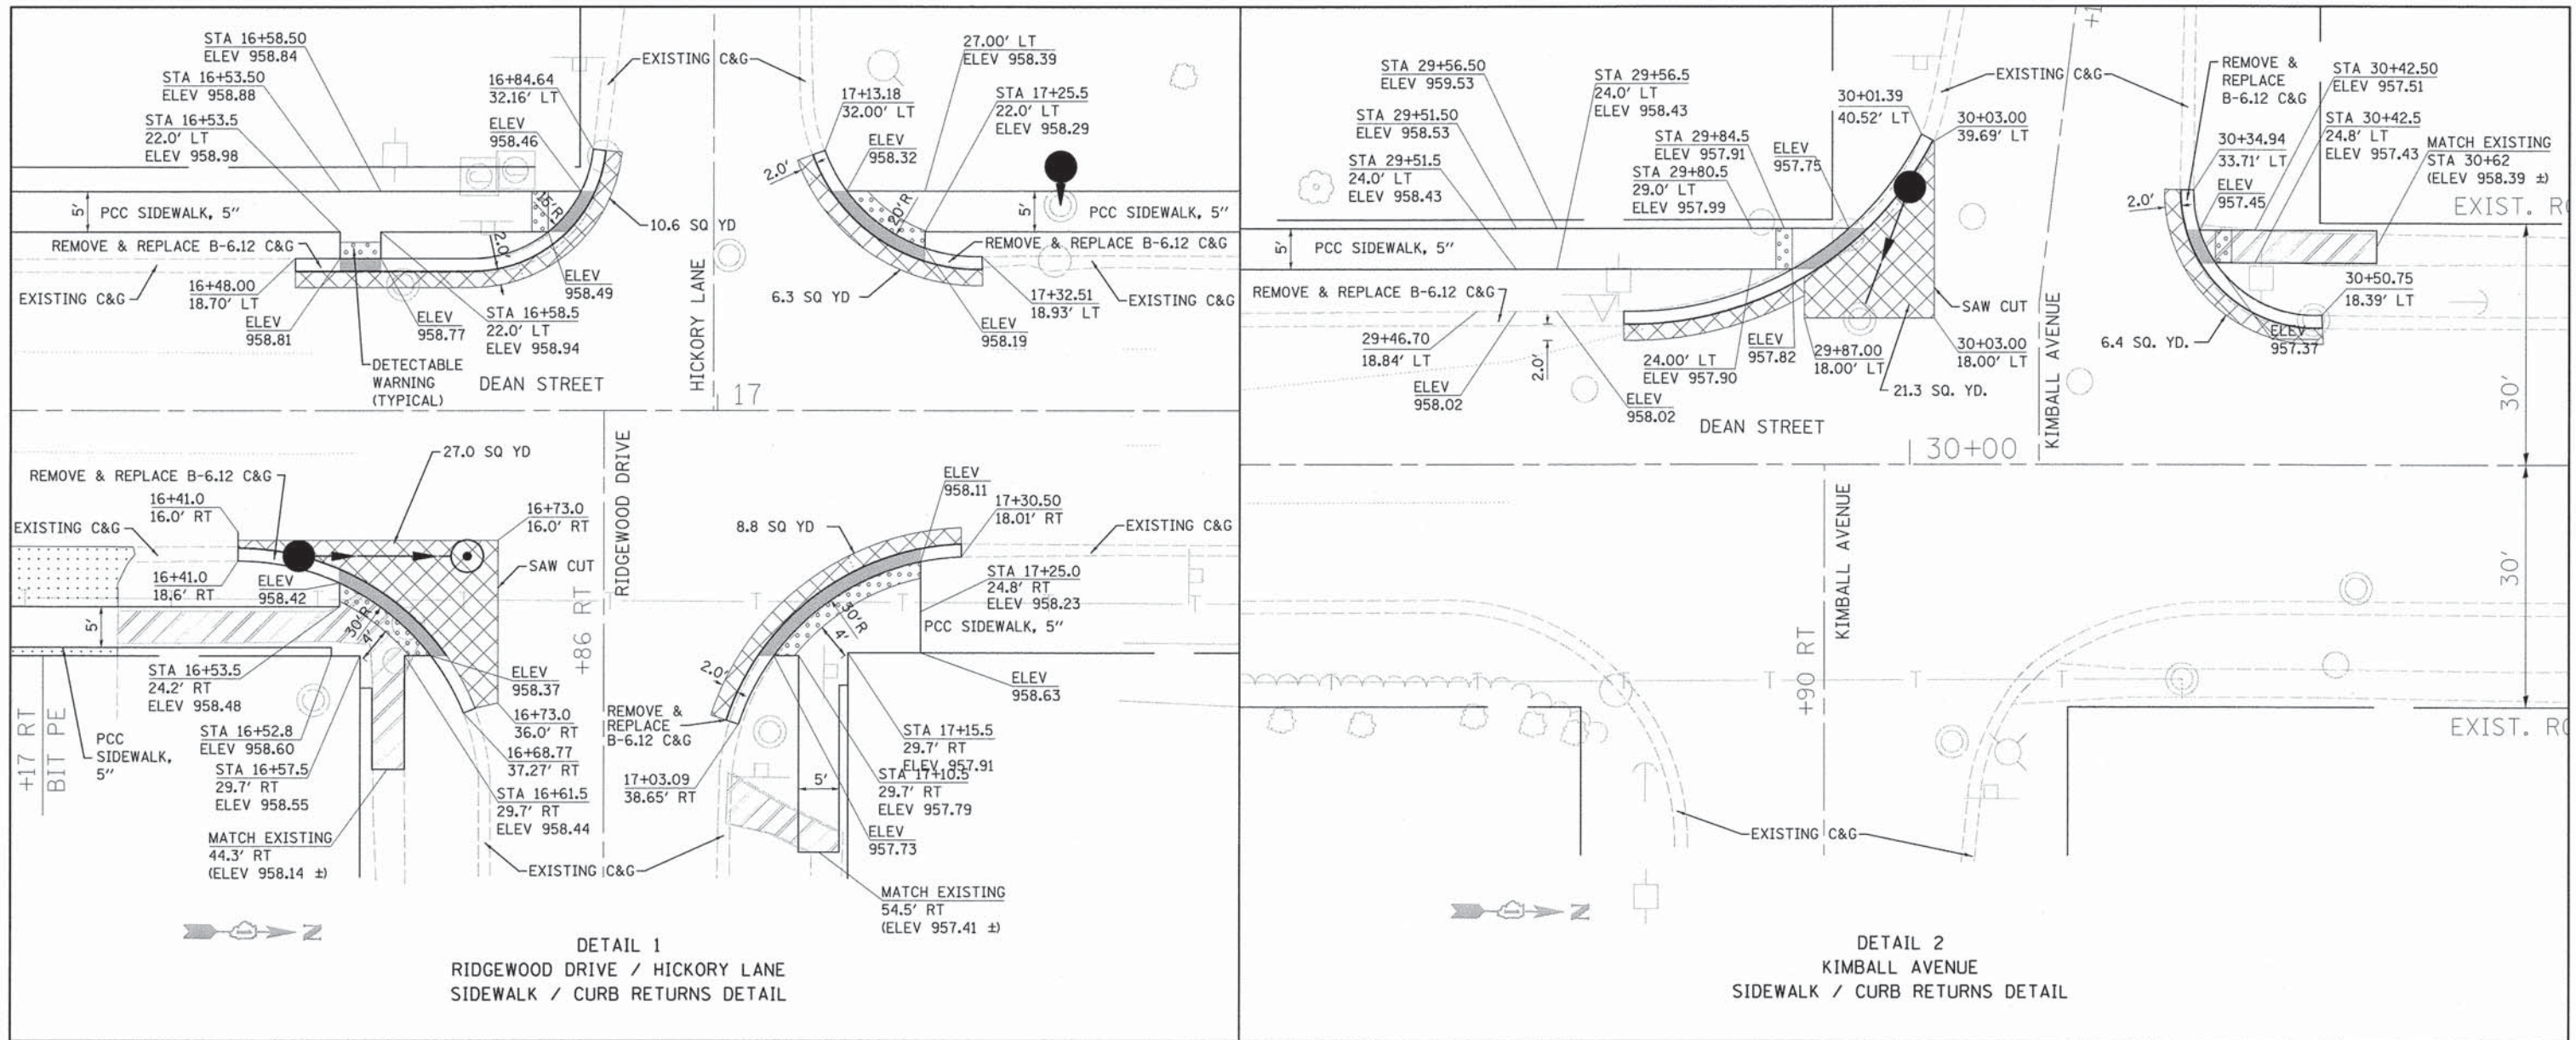 STA 16+58.50
ELEV 958.84
STA 16+53.50
ELEV 958.88
STA 16+53.5
22.0' LT
ELEV 958.98
16+84.64
32.16' LT
ELEV
958.46
EXISTING C&G
17+13.18
32.00' LT
ELEV
958.32
27.00' LT
ELEV 958.39
STA 17+25.5
22.0' LT
ELEV 958.29
2.0'
5'
PCC SIDEWALK, 5"
15'R
20'R
5'
PCC SIDEWALK, 5"
REMOVE & REPLACE B-6.12 C&G
2.0'
10.6 SQ YD
REMOVE & REPLACE B-6.12 C&G
EXISTING C&G
16+48.00
18.70' LT
ELEV
958.81
ELEV
958.77
STA 16+58.5
22.0' LT
ELEV 958.94
ELEV
958.49
DETECTABLE
WARNING
(TYPICAL)
DEAN STREET
HICKORY LANE
17
6.3 SQ YD
ELEV
958.19
17+32.51
18.93' LT
EXISTING C&G
27.0 SQ YD
REMOVE & REPLACE B-6.12 C&G
16+41.0
16.0' RT
EXISTING C&G
16+41.0
18.6' RT
ELEV
958.42
16+73.0
16.0' RT
SAW CUT
RIDGEWOOD DRIVE
+86 RT
5'
30'R
4'
STA 16+53.5
24.2' RT
ELEV 958.48
STA 16+52.8
ELEV 958.60
STA 16+57.5
29.7' RT
ELEV 958.55
MATCH EXISTING
44.3' RT
(ELEV 958.14 ±)
+17 RT
BIT PE
PCC
SIDEWALK,
5"
ELEV
958.37
16+73.0
36.0' RT
16+68.77
37.27' RT
STA 16+61.5
29.7' RT
ELEV 958.44
EXISTING C&G
8.8 SQ YD
ELEV
958.11
17+30.50
18.01' RT
EXISTING C&G
STA 17+25.0
24.8' RT
ELEV 958.23
PCC SIDEWALK, 5"
30'R
4'
2.0'
REMOVE &
REPLACE
B-6.12 C&G
17+03.09
38.65' RT
ELEV
958.63
STA 17+15.5
29.7' RT
ELEV 957.91
STA 17+10.5
29.7' RT
ELEV 957.79
5'
ELEV
957.73
MATCH EXISTING
54.5' RT
(ELEV 957.41 ±)
N
DETAIL 1
RIDGEWOOD DRIVE / HICKORY LANE
SIDEWALK / CURB RETURNS DETAIL
STA 29+56.50
ELEV 959.53
STA 29+51.50
ELEV 958.53
STA 29+51.5
24.0' LT
ELEV 958.43
STA 29+56.5
24.0' LT
ELEV 958.43
STA 29+84.5
ELEV 957.91
STA 29+80.5
29.0' LT
ELEV 957.99
ELEV
957.75
30+01.39
40.52' LT
EXISTING C&G
30+03.00
39.69' LT
REMOVE &
REPLACE
B-6.12 C&G
STA 30+42.50
ELEV 957.51
STA 30+42.5
24.8' LT
ELEV 957.43
30+34.94
33.71' LT
ELEV
957.45
MATCH EXISTING
STA 30+62
(ELEV 958.39 ±)
EXIST. RO
2.0'
5'
PCC SIDEWALK, 5"
REMOVE & REPLACE B-6.12 C&G
29+46.70
18.84' LT
ELEV
958.02
2.0'
ELEV
958.02
24.00' LT
ELEV 957.90
ELEV
957.82
29+87.00
18.00' LT
21.3 SQ. YD.
SAW CUT
30+03.00
18.00' LT
KIMBALL AVENUE
6.4 SQ. YD.
ELEV
957.37
30+50.75
18.39' LT
30'
DEAN STREET
30+00
KIMBALL AVENUE
+90 RT
30'
EXIST. RO
EXISTING C&G
N
DETAIL 2
KIMBALL AVENUE
SIDEWALK / CURB RETURNS DETAIL